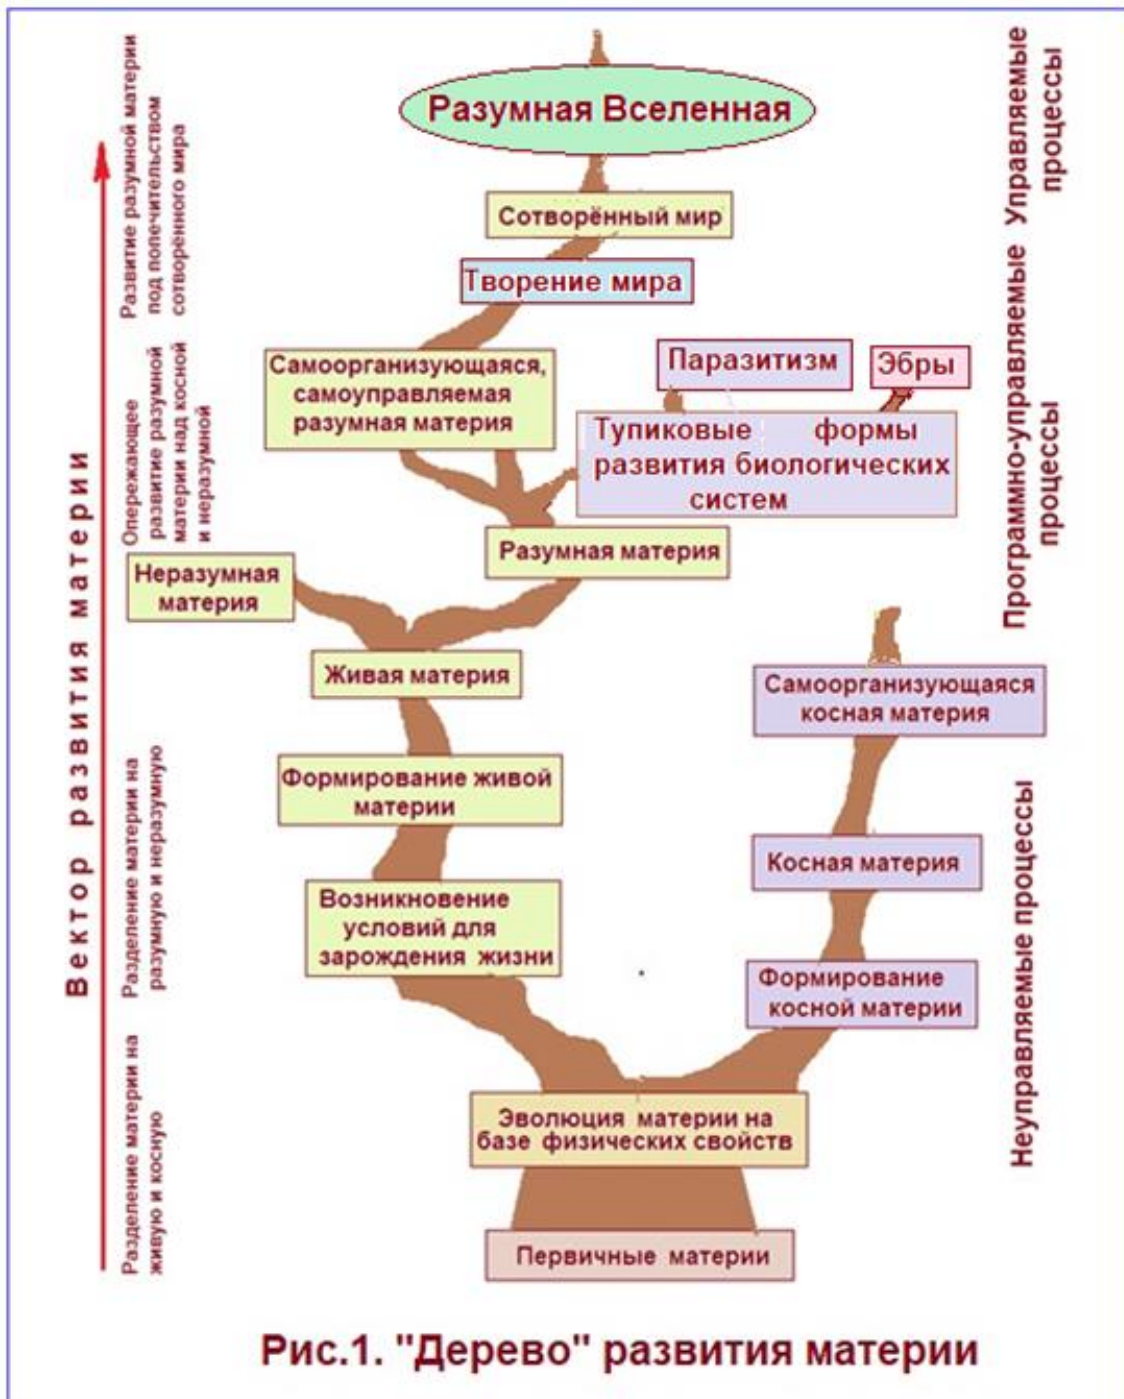 Разумная Вселенная
Сотворённый мир
Творение мира
Самоорганизующаяся,
самоуправляемая
разумная материя
Паразитизм
Эбры
Тупиковые формы
развития биологических
систем
Разумная материя
Неразумная
материя
Живая материя
Самоорганизующаяся
косная материя
Формирование живой
материи
Косная материя
Возникновение
условий для
зарождения жизни
Формирование
косной материи
Эволюция материи на
базе физических свойств
Первичные материи
Вектор развития материи
Развитие разумной материи
под попечительством
сотворённого мира
Опережающее
развитие разумной
материи над косной
и неразумной
Разделение материи на
разумную и неразумную
Разделение материи на
живую и косную
Управляемые
процессы
Программно-управляемые
процессы
Неуправляемые процессы
Рис.1. "Дерево" развития материи